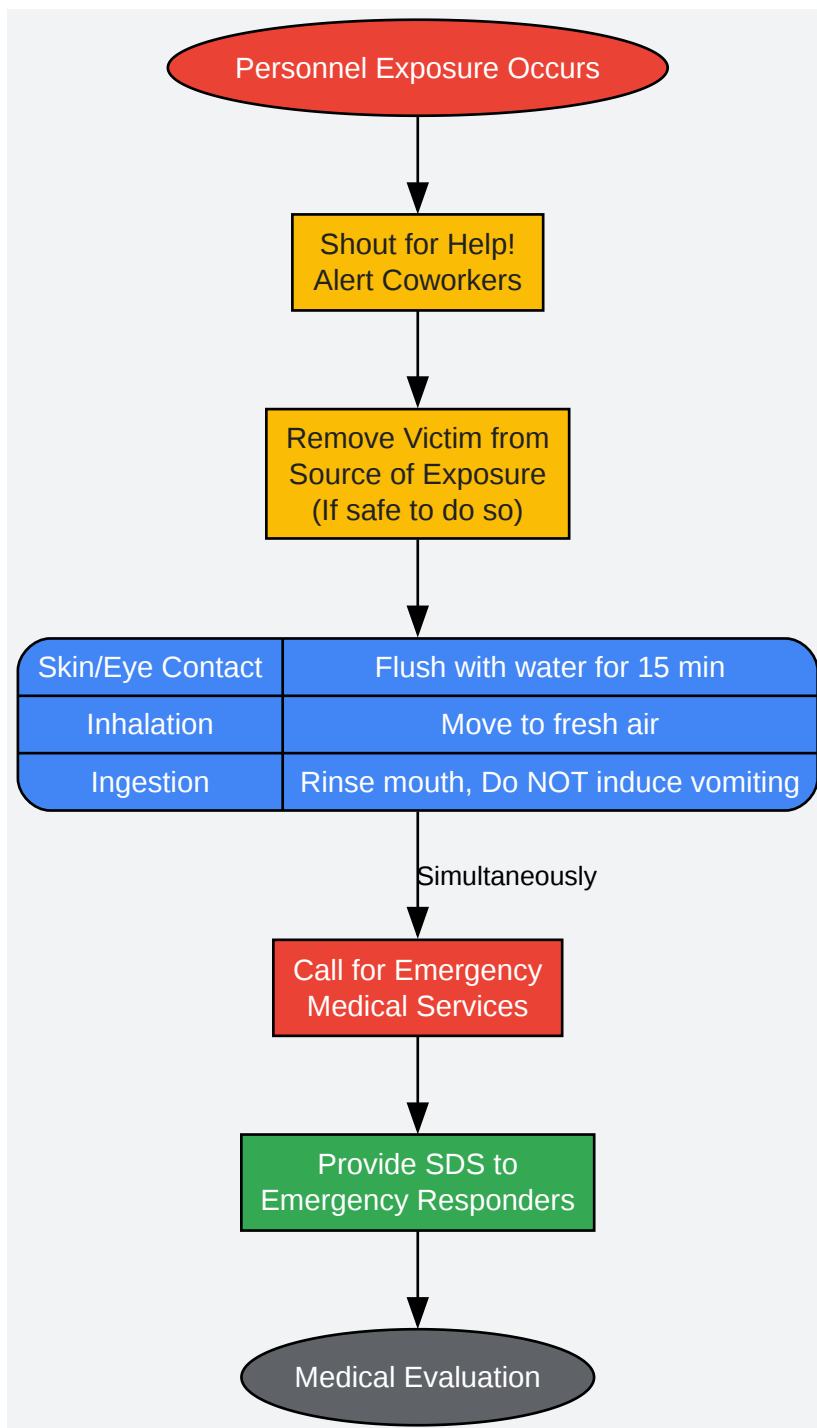 Personnel Exposure Occurs
Shout for Help!
Alert Coworkers
Remove Victim from
Source of Exposure
(If safe to do so)
Skin/Eye Contact Flush with water for 15 min
Inhalation Move to fresh air
Ingestion Rinse mouth, Do NOT induce vomiting
Simultaneously
Call for Emergency
Medical Services
Provide SDS to
Emergency Responders
Medical Evaluation